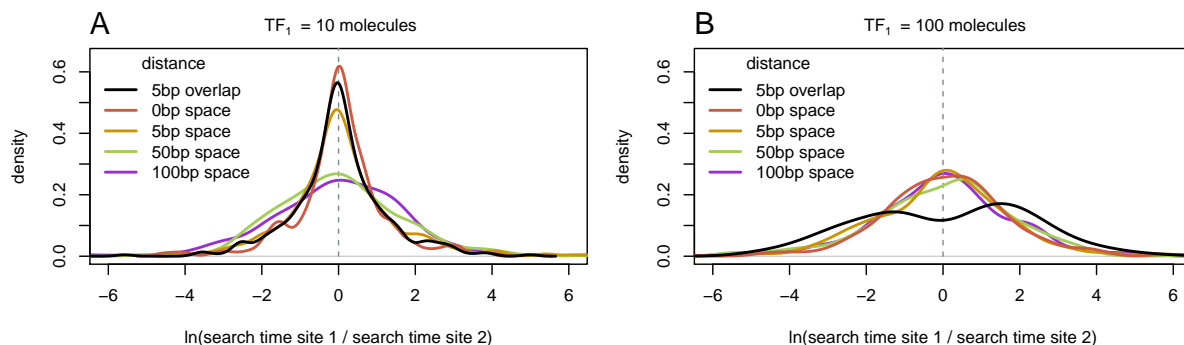 A
TF1 = 10 molecules
density
0.0 0.2 0.4 0.6
distance
5bp overlap
0bp space
5bp space
50bp space
100bp space
−6 −4 −2 0 2 4 6
ln(search time site 1 / search time site 2)
B
TF1 = 100 molecules
density
0.0 0.2 0.4 0.6
distance
5bp overlap
0bp space
5bp space
50bp space
100bp space
−6 −4 −2 0 2 4 6
ln(search time site 1 / search time site 2)